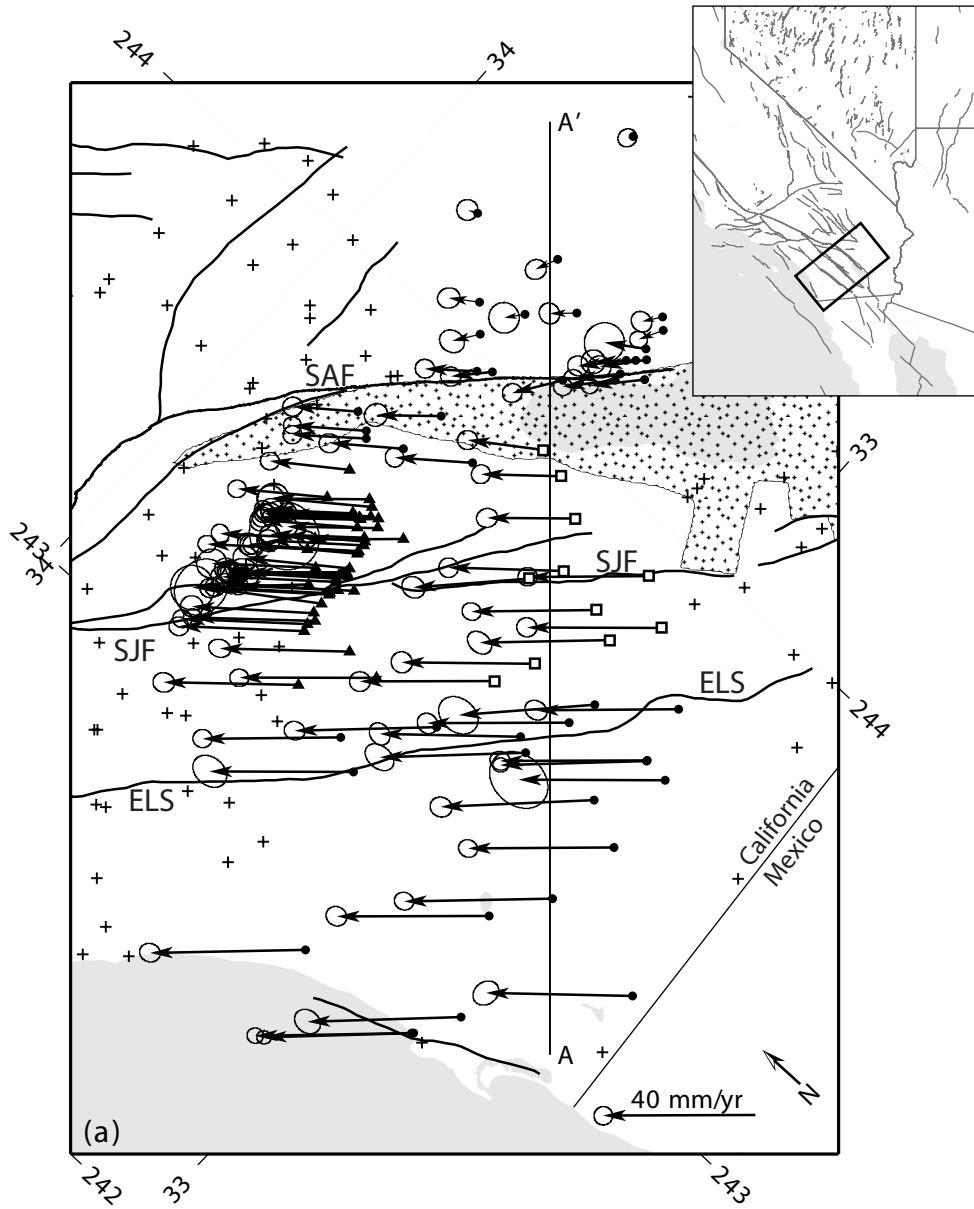 244
34
A'
SAF
33
243
34
SJF
SJF
ELS
244
ELS
California
Mexico
A
N
40 mm/yr
(a)
242
33
243